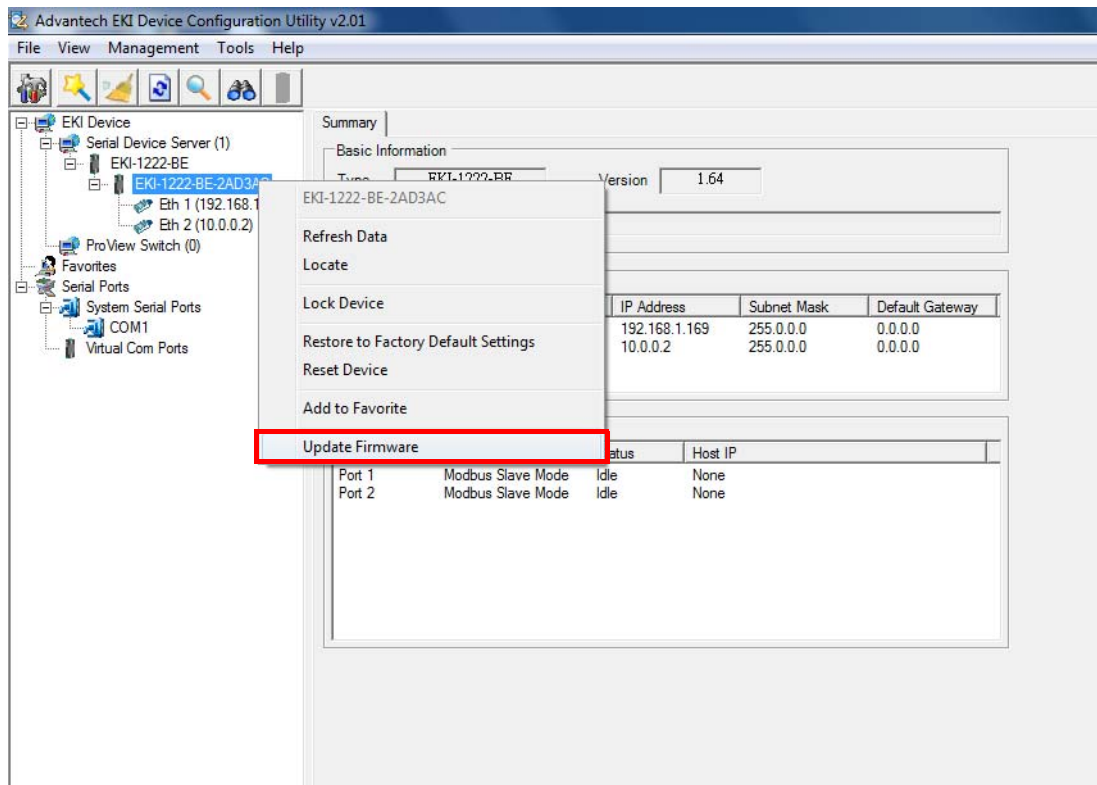 Advantech EKI Device Configuration Utility v2.01
File View Management Tools Help
EKI Device
Serial Device Server (1)
EKI-1222-BE
EKI-1222-BE-2AD3AC
Eth 1 (192.168.1
Eth 2 (10.0.0.2)
ProView Switch (0)
Favorites
Serial Ports
System Serial Ports
COM1
Virtual Com Ports
EKI-1222-BE-2AD3AC
Refresh Data
Locate
Lock Device
Restore to Factory Default Settings
Reset Device
Add to Favorite
Update Firmware
Summary
Basic Information
Type EKI-1222-BE Version 1.64
IP Address Subnet Mask Default Gateway
192.168.1.169 255.0.0.0 0.0.0.0
10.0.0.2 255.0.0.0 0.0.0.0
atus Host IP
Port 1 Modbus Slave Mode Idle None
Port 2 Modbus Slave Mode Idle None